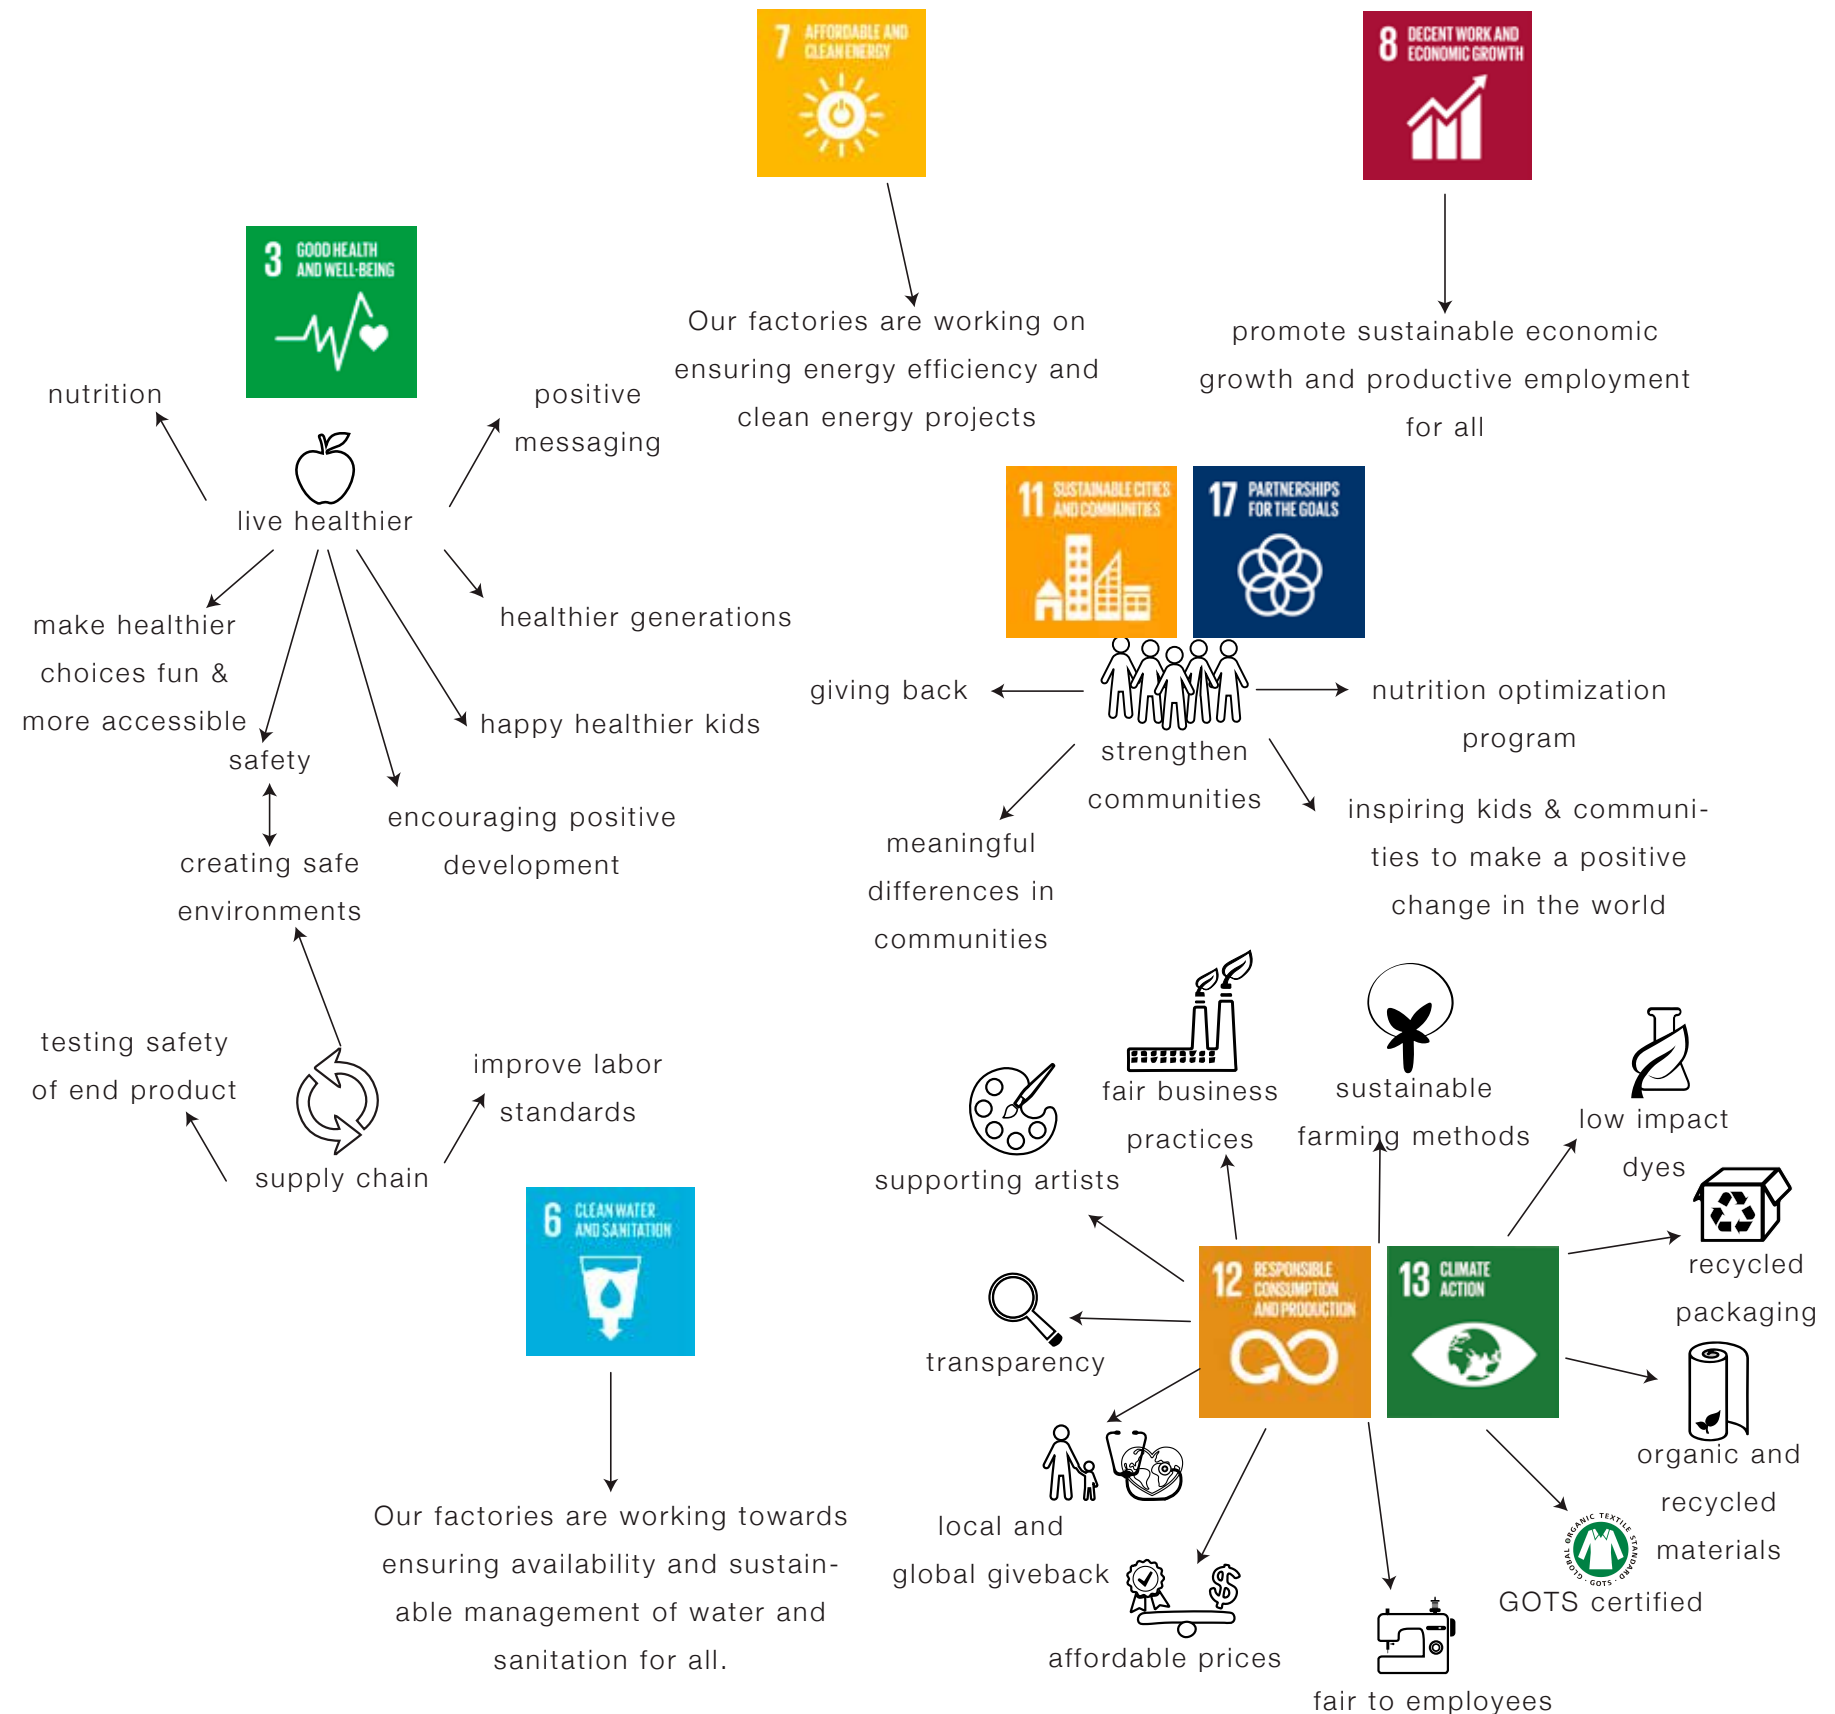 7 AFFORDABLE AND
CLEAN ENERGY
8 DECENT WORK AND
ECONOMIC GROWTH
3 GOOD HEALTH
AND WELL-BEING
Our factories are working on
ensuring energy efficiency and
clean energy projects
promote sustainable economic
growth and productive employment
for all
nutrition
positive
messaging
live healthier
make healthier
choices fun &
more accessible
healthier generations
happy healthier kids
safety
encouraging positive
development
creating safe
environments
11 SUSTAINABLE CITIES
AND COMMUNITIES
17 PARTNERSHIPS
FOR THE GOALS
giving back
strengthen
communities
nutrition optimization
program
meaningful
differences in
communities
inspiring kids & communi-
ties to make a positive
change in the world
testing safety
of end product
improve labor
standards
supply chain
6 CLEAN WATER
AND SANITATION
Our factories are working towards
ensuring availability and sustain-
able management of water and
sanitation for all.
supporting artists
fair business
practices
sustainable
farming methods
low impact
dyes
recycled
packaging
12 RESPONSIBLE
CONSUMPTION
AND PRODUCTION
13 CLIMATE
ACTION
transparency
organic and
recycled
materials
local and
global giveback
GLOBAL ORGANIC TEXTILE STANDARD
· GOTS ·
GOTS certified
$
affordable prices
fair to employees